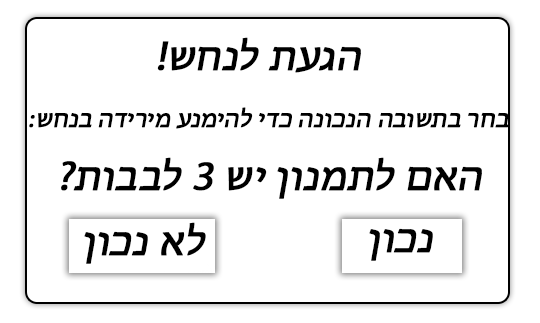 הגעת לנחש!
בחר בתשובה הנכונה כדי להימנע מירידה בנחש:
האם לתמנון יש 3 לבבות?
נכון
לא נכון